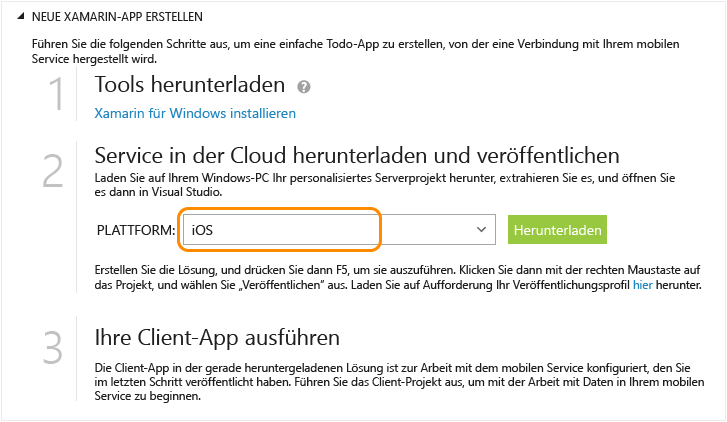 NEUE XAMARIN-APP ERSTELLEN
Führen Sie die folgenden Schritte aus, um eine einfache Todo-App zu erstellen, von der eine Verbindung mit Ihrem mobilen
Service hergestellt wird.
1
Tools herunterladen ?
Xamarin für Windows installieren
2
Service in der Cloud herunterladen und veröffentlichen
Laden Sie auf Ihrem Windows-PC Ihr personalisiertes Serverprojekt herunter, extrahieren Sie es, und öffnen Sie
es dann in Visual Studio.
PLATTFORM: iOS Herunterladen
Erstellen Sie die Lösung, und drücken Sie dann F5, um sie auszuführen. Klicken Sie dann mit der rechten Maustaste auf
das Projekt, und wählen Sie „Veröffentlichen" aus. Laden Sie auf Aufforderung Ihr Veröffentlichungsprofil hier herunter.
3
Ihre Client-App ausführen
Die Client-App in der gerade heruntergeladenen Lösung ist zur Arbeit mit dem mobilen Service konfiguriert, den Sie
im letzten Schritt veröffentlicht haben. Führen Sie das Client-Projekt aus, um mit der Arbeit mit Daten in Ihrem mobilen
Service zu beginnen.